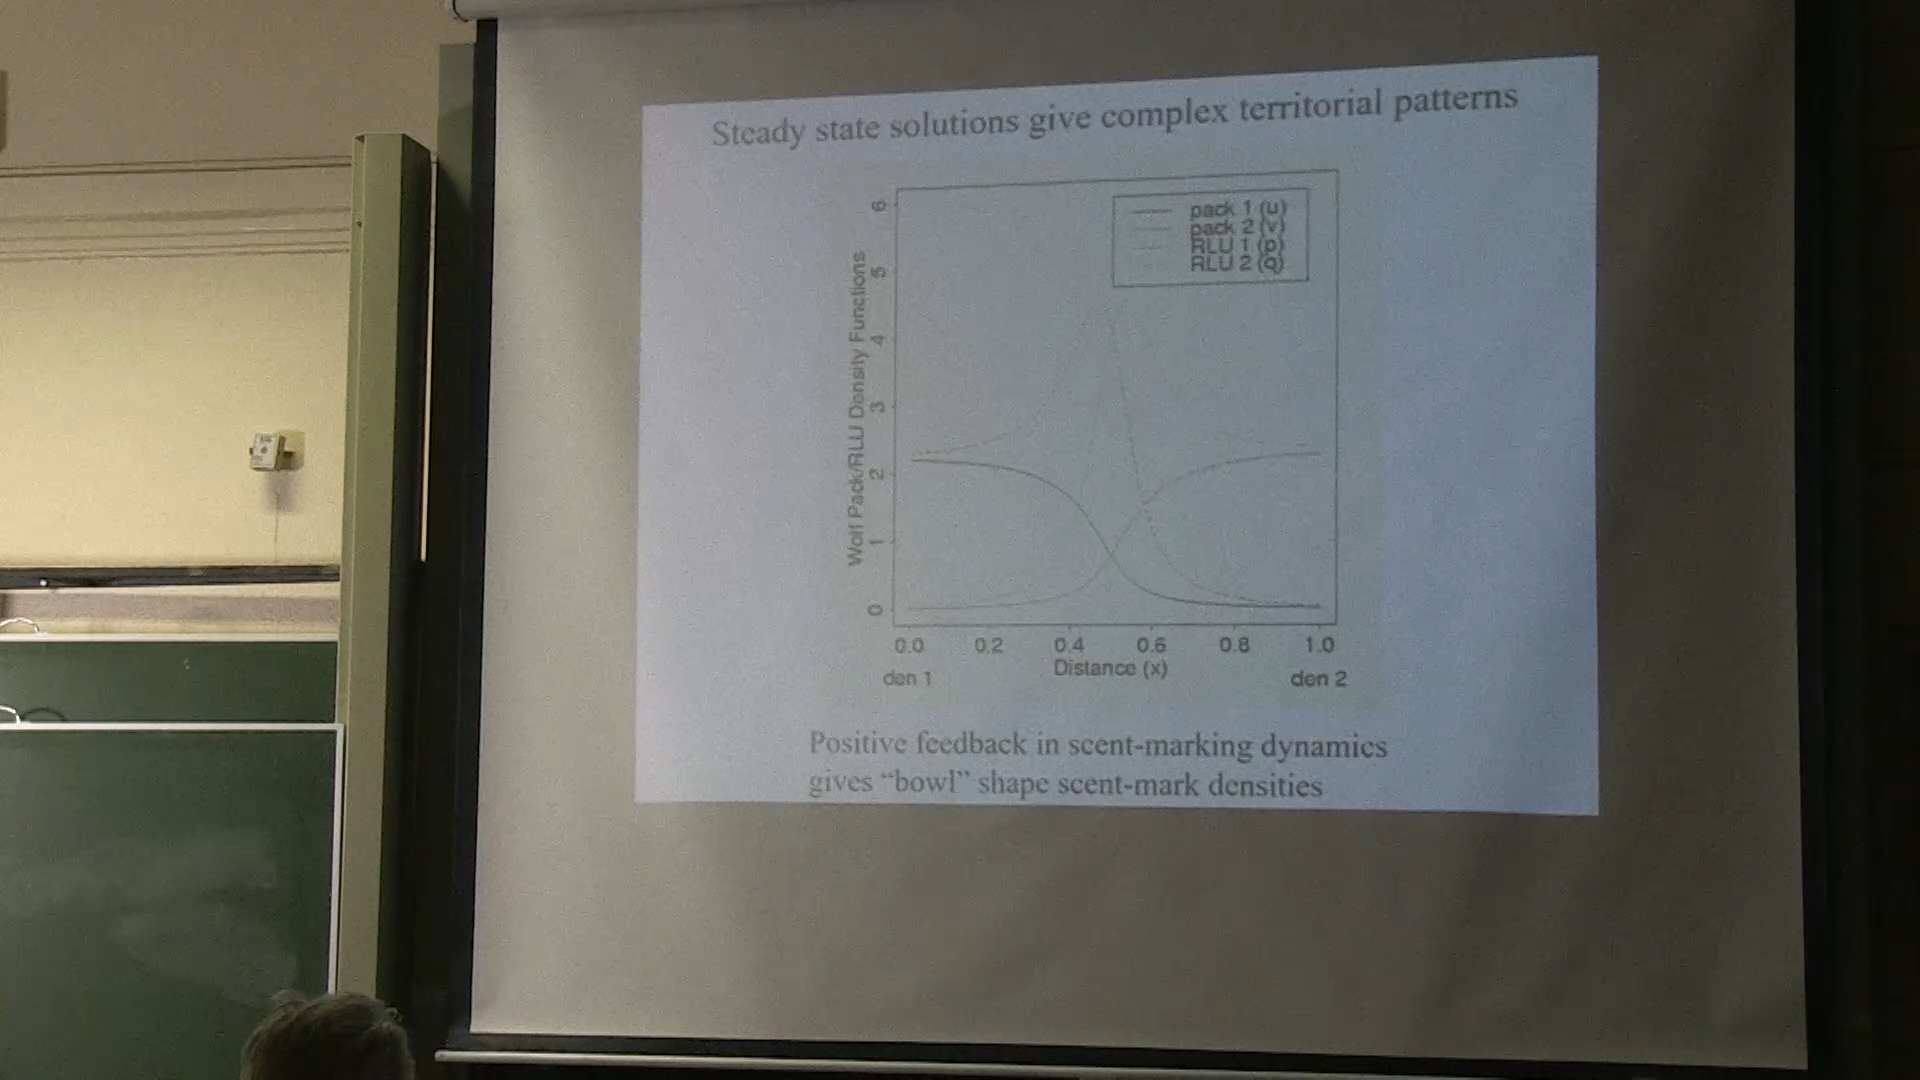 Steady state solutions give complex territorial patterns
pack 1 (u)
pack 2 (v)
RLU 1 (p)
RLU 2 (q)
Wolf Pack/RLU Density Functions
6
5
4
3
2
1
0
0.0 0.2 0.4 0.6 0.8 1.0
Distance (x)
den 1 den 2
Positive feedback in scent-marking dynamics
gives “bowl” shape scent-mark densities